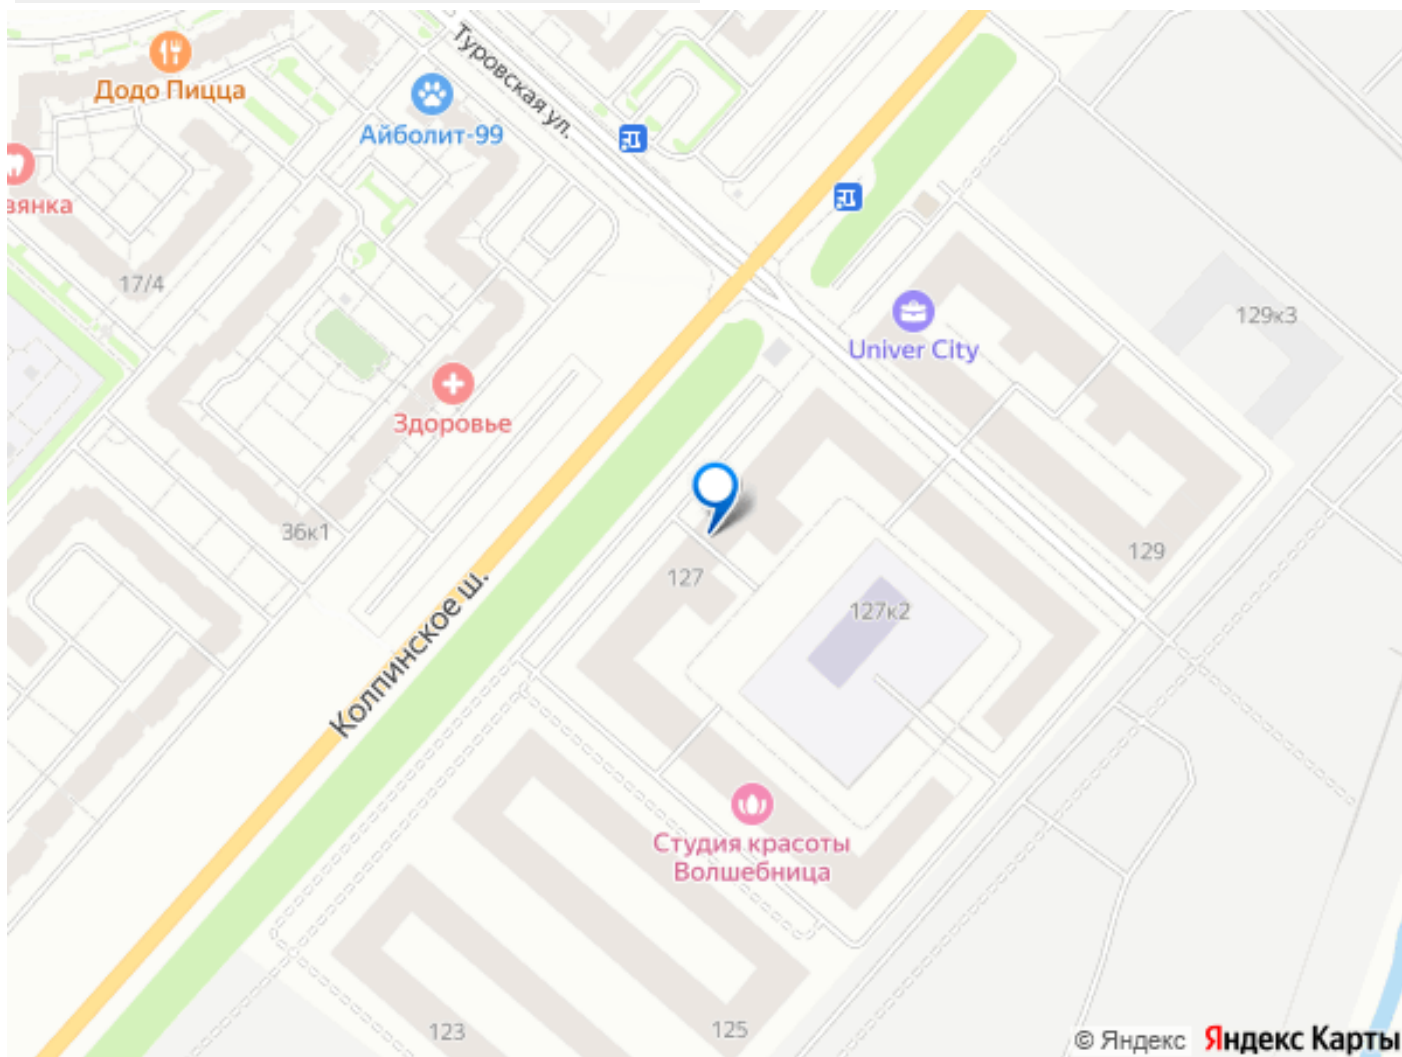 Додо Пицца
Туровская ул.
Айболит-99
вянка
17/4
129к3
Univer City
Здоровье
36к1
129
127
127к2
Колпинское ш.
Студия красоты
Волшебница
123
125
© Яндекс Яндекс Карты